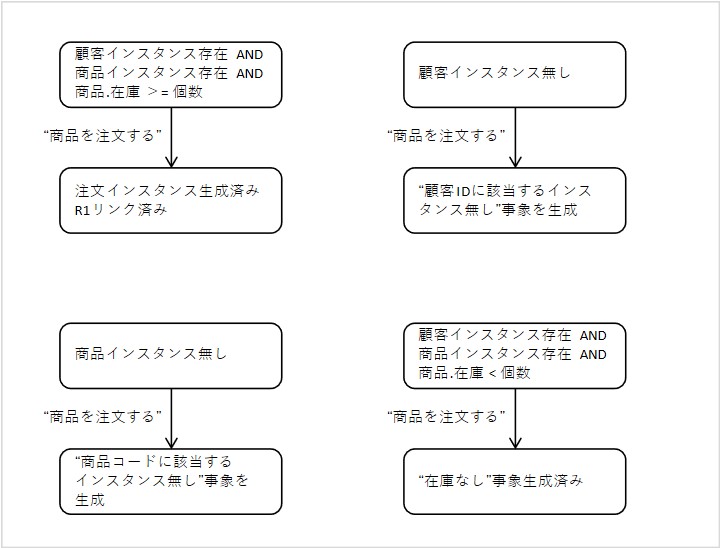 顧客インスタンス存在 AND
商品インスタンス存在 AND
商品.在庫 >= 個数
“商品を注文する”
注文インスタンス生成済み
R1リンク済み
顧客インスタンス無し
“商品を注文する”
“顧客IDに該当するインス
タンス無し”事象を生成
商品インスタンス無し
“商品を注文する”
“商品コードに該当する
インスタンス無し”事象を
生成
顧客インスタンス存在 AND
商品インスタンス存在 AND
商品.在庫 < 個数
“商品を注文する”
“在庫なし”事象生成済み